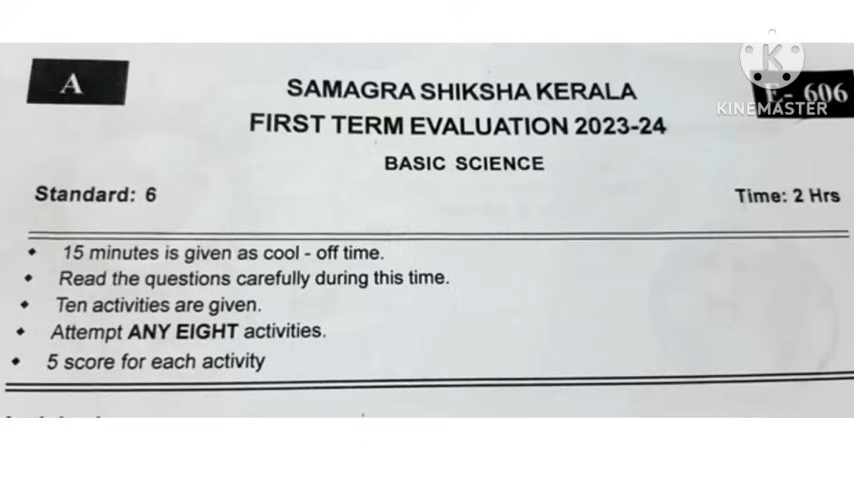 A
SAMAGRA SHIKSHA KERALA
E - 606
K
KINEMASTER
FIRST TERM EVALUATION 2023-24
BASIC SCIENCE
Standard: 6
Time: 2 Hrs
• 15 minutes is given as cool - off time.
• Read the questions carefully during this time.
• Ten activities are given.
• Attempt ANY EIGHT activities.
• 5 score for each activity